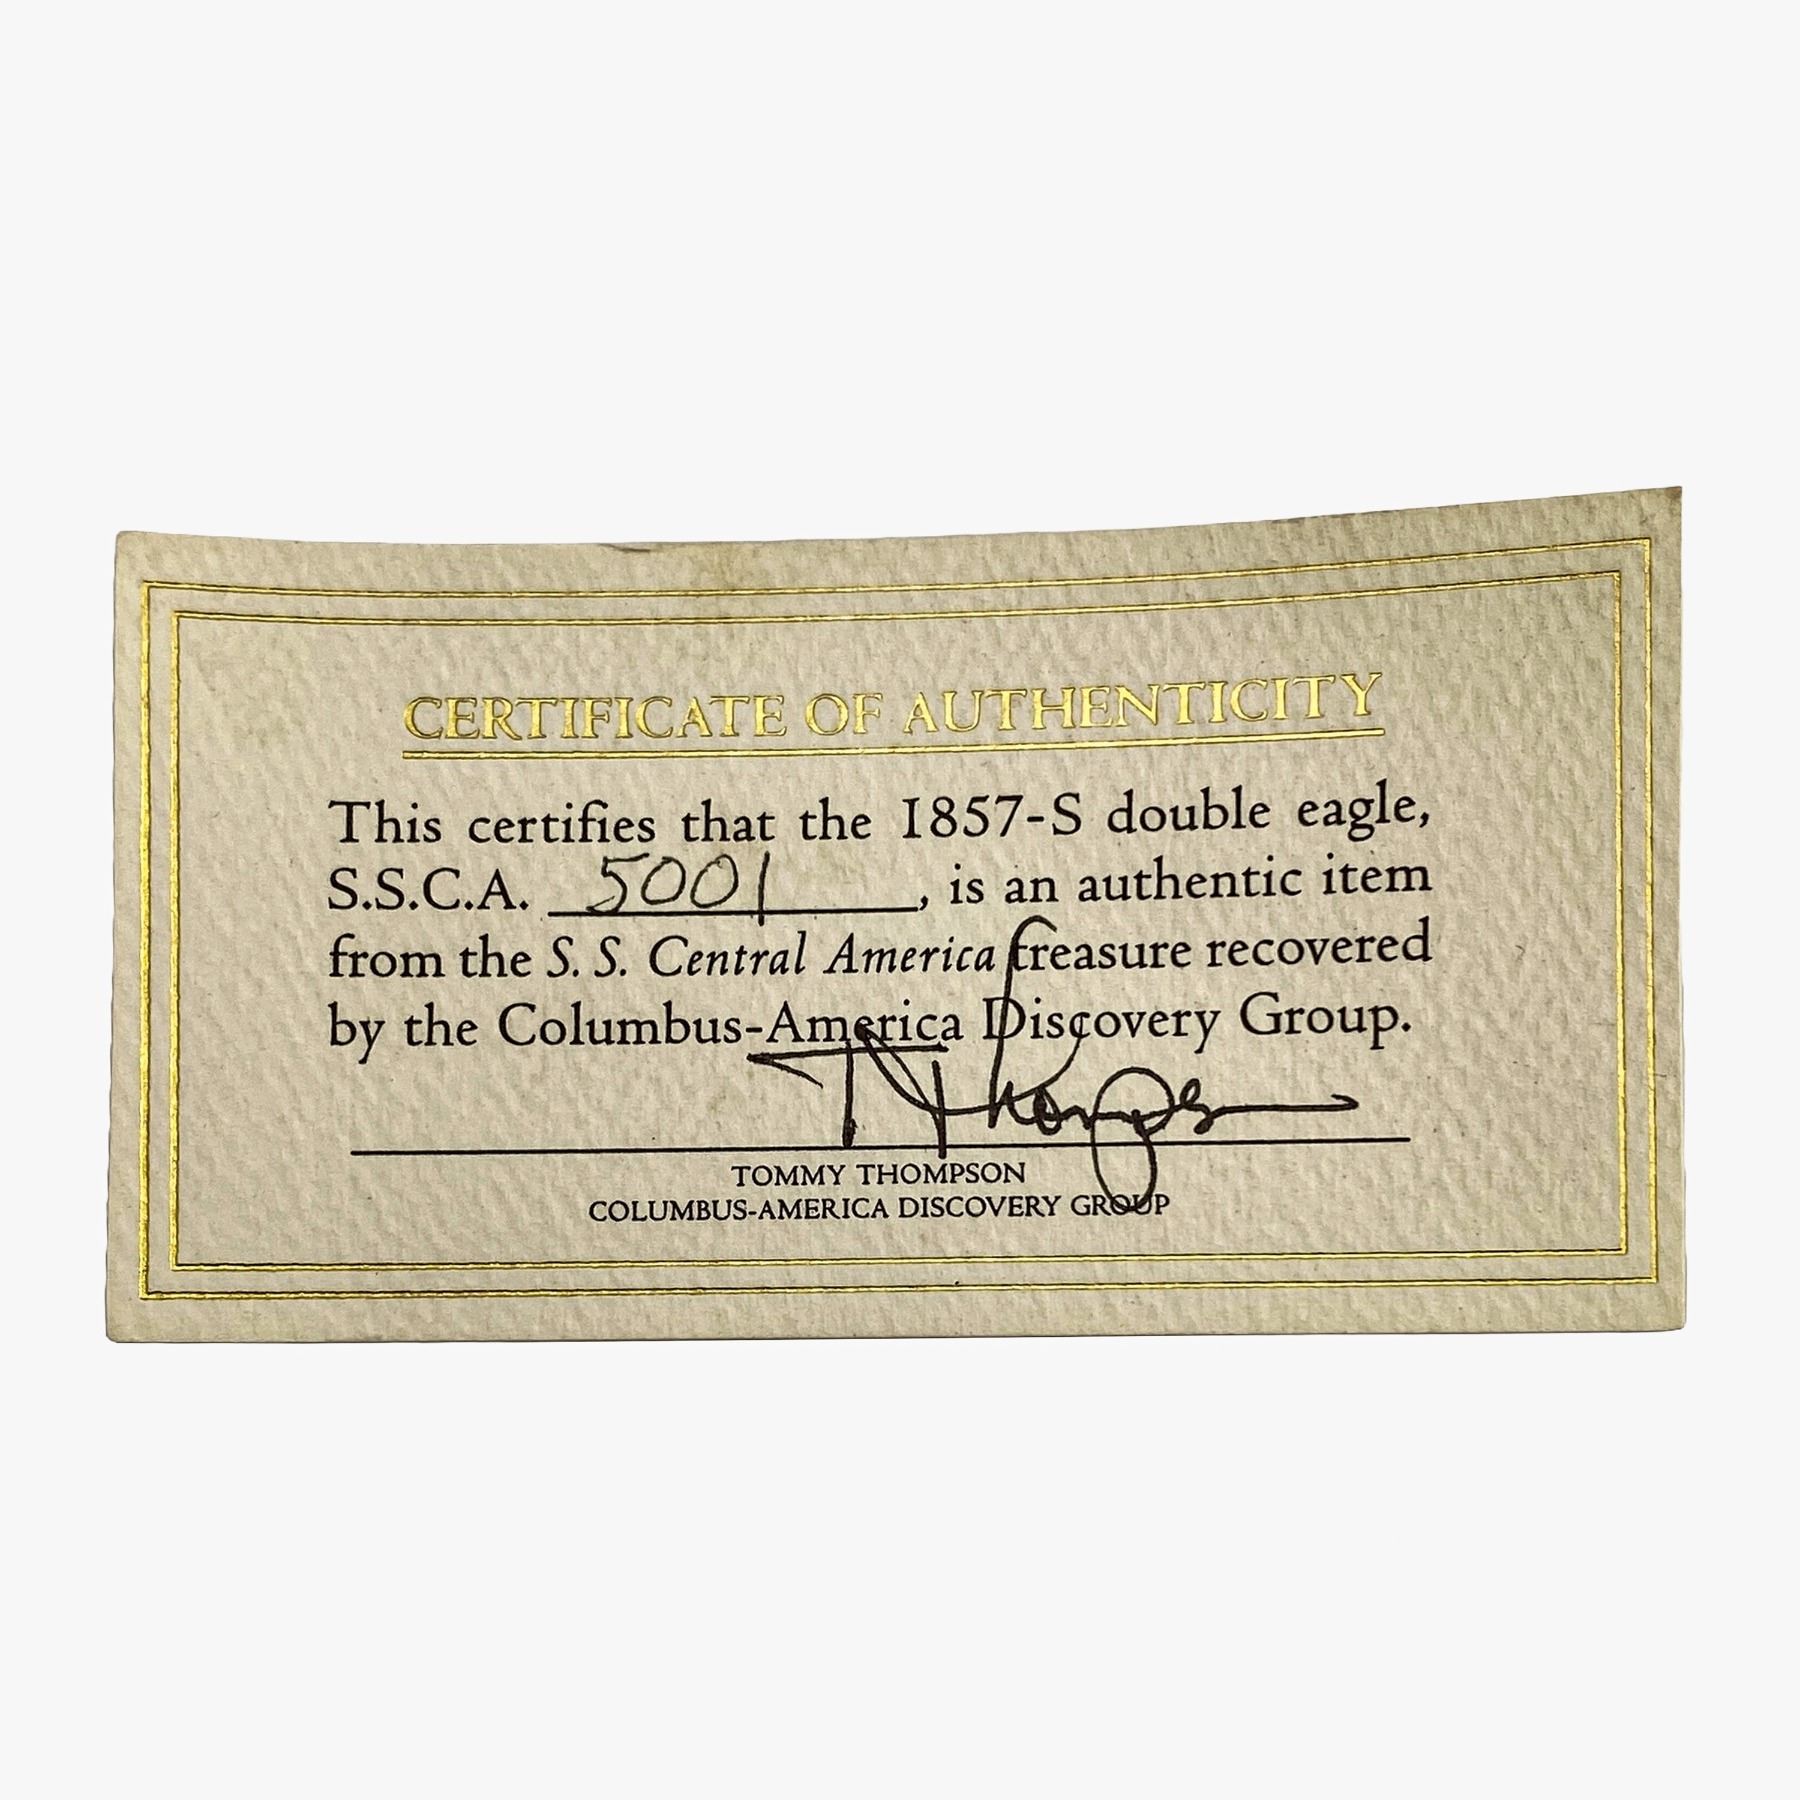 CERTIFICATE OF AUTHENTICITY
This certifies that the 1857-S double eagle,
S.S.C.A. 5001, is an authentic item
from the S. S. Central America treasure recovered
by the Columbus-America Discovery Group.
T Thompson
TOMMY THOMPSON
COLUMBUS-AMERICA DISCOVERY GROUP